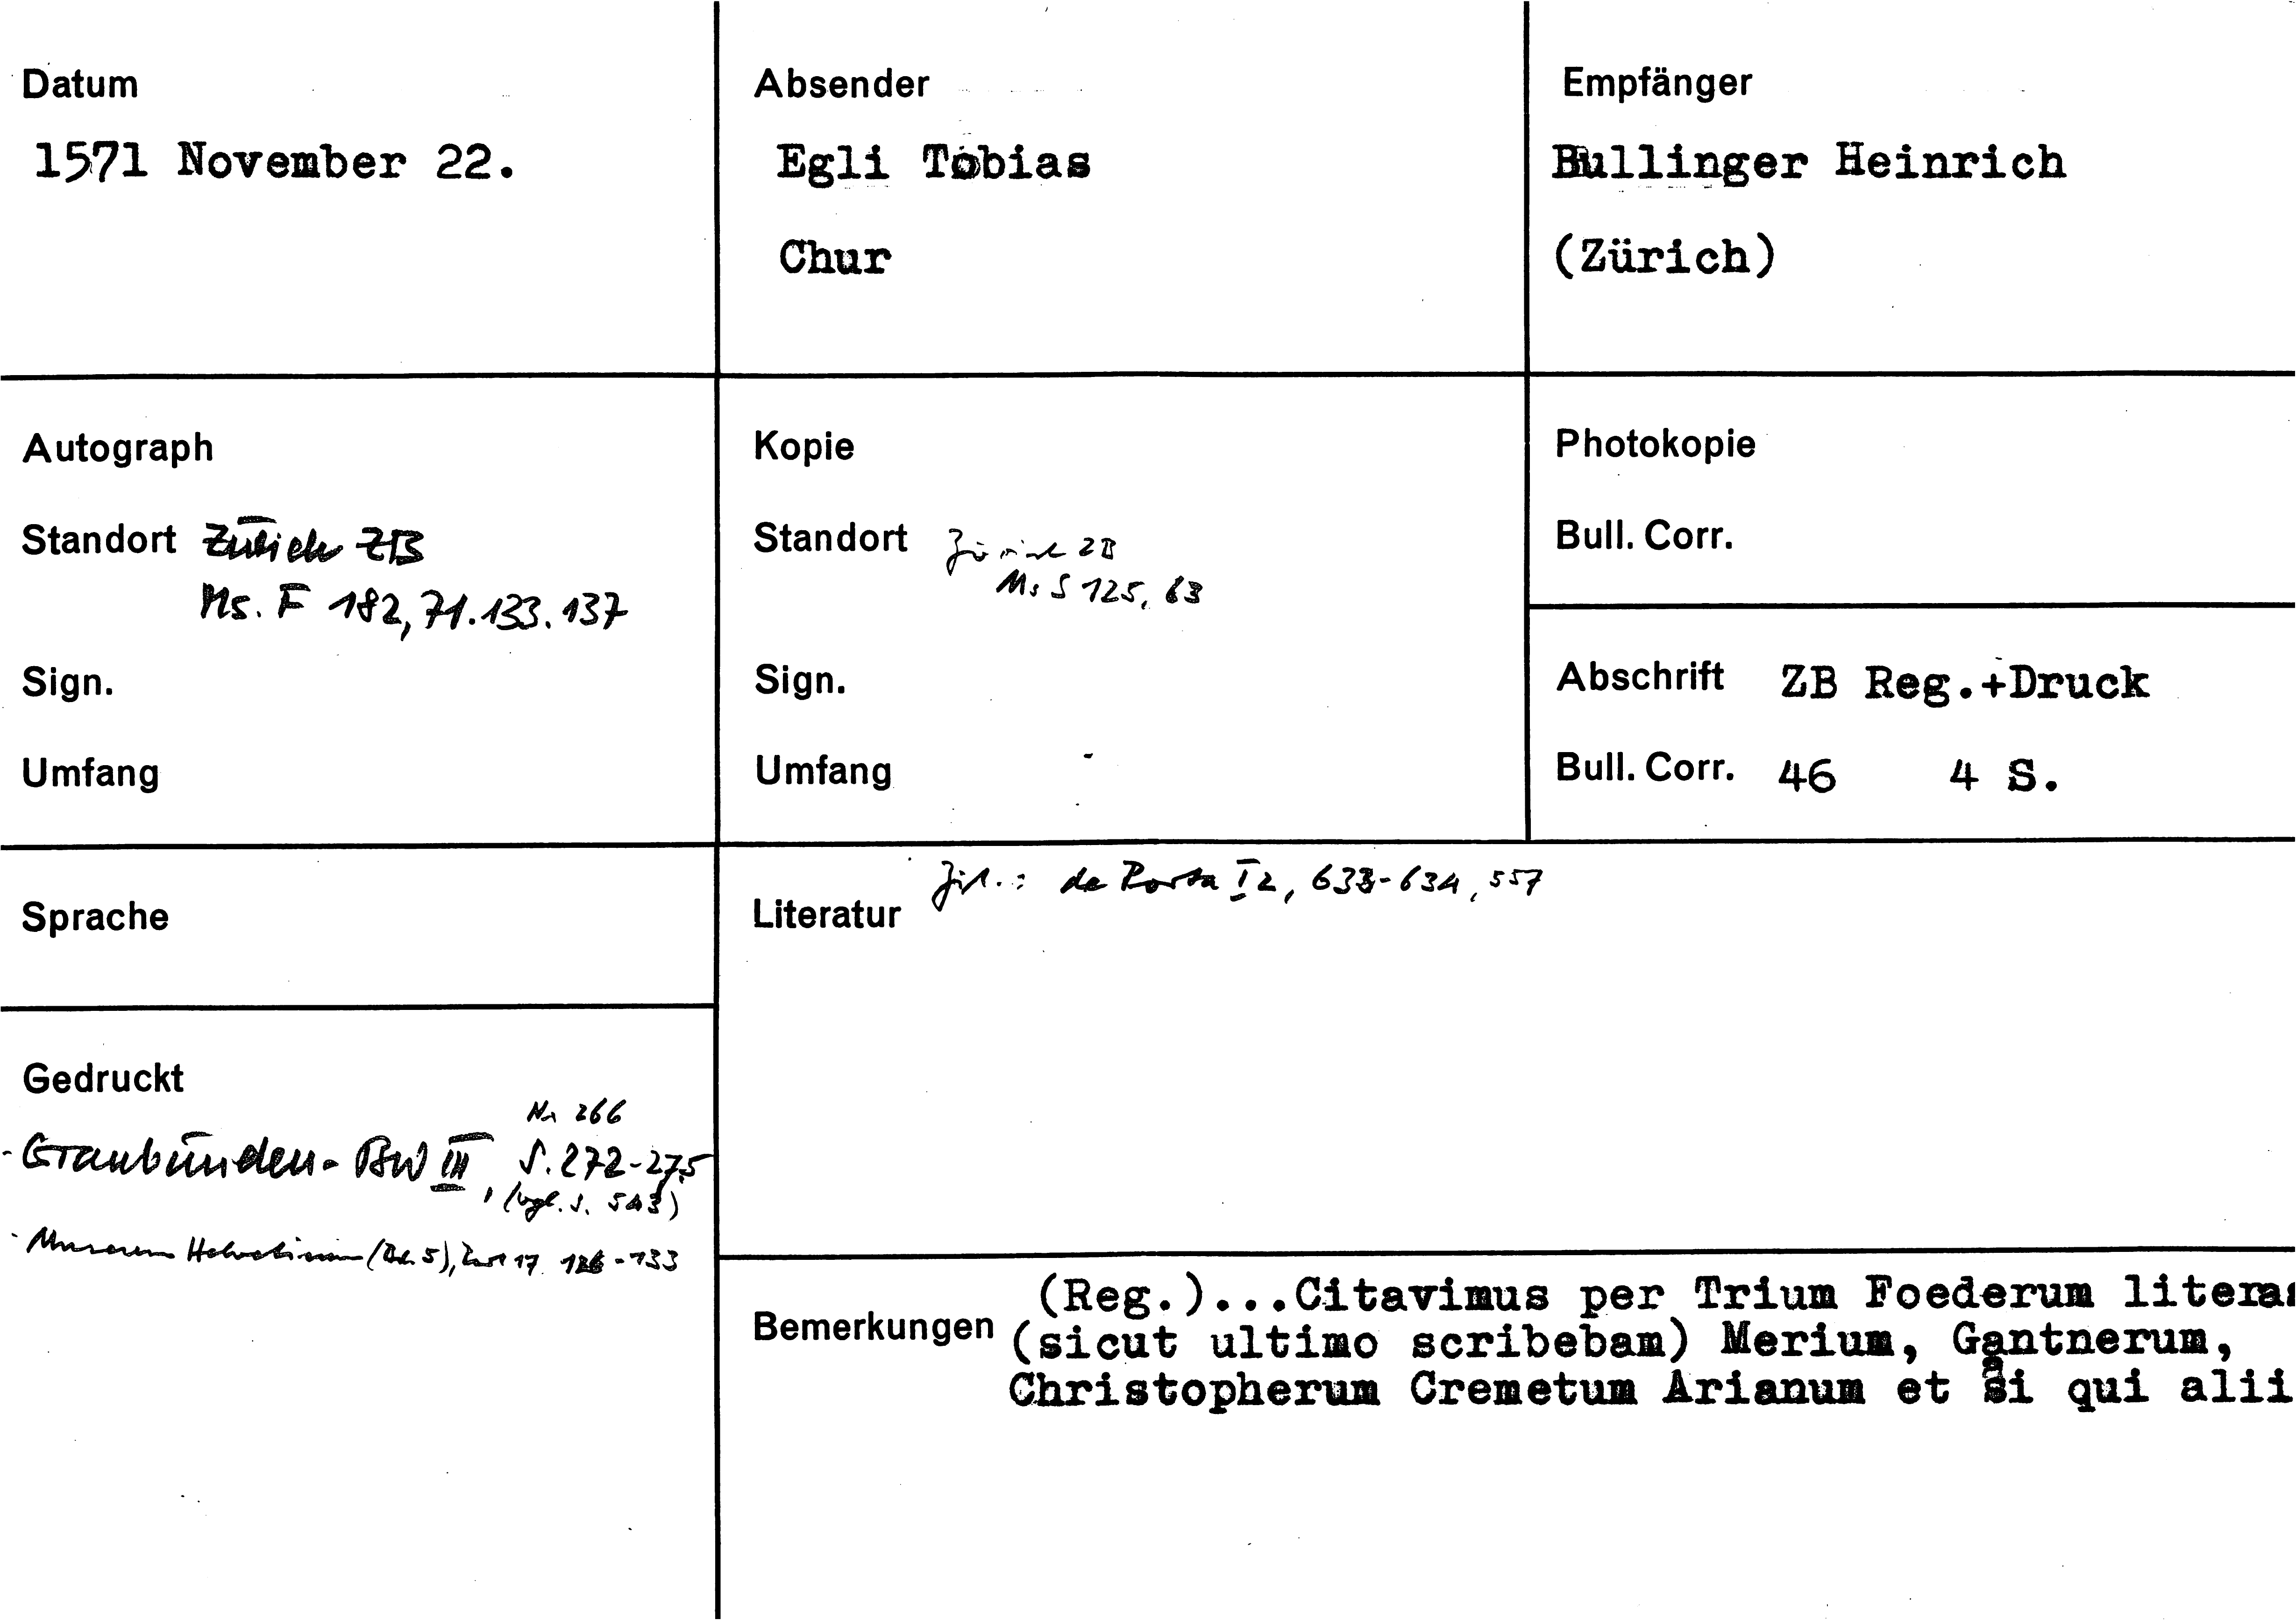 Datum
1571 November 22.
Absender
Egli Tobias
Chur
Empfänger
Bullinger Heinrich
(Zürich)
Autograph
Standort Zürich ZB
Ms. F 182, 71.133.137
Sign.
Umfang
Kopie
Standort Zürich ZB
Ms S 125, 63
Sign.
Umfang
Photokopie
Bull. Corr.
Abschrift ZB Reg.+Druck
Bull. Corr. 46 4 S.
Sprache
Gedruckt
Nr 266
- Graubünden-BW III, S. 272-275
(vgl. S. 543)
- Museum Helveticum (Bd. 5), 17. 126-133
Zit.: de Porta I 2, 633-634, 557
Literatur
Bemerkungen
(Reg.)...Citavimus per Trium Foederum literas
(sicut ultimo scribebam) Merium, Gantnerum,
Christopherum Cremetum Arianum et si qui alii